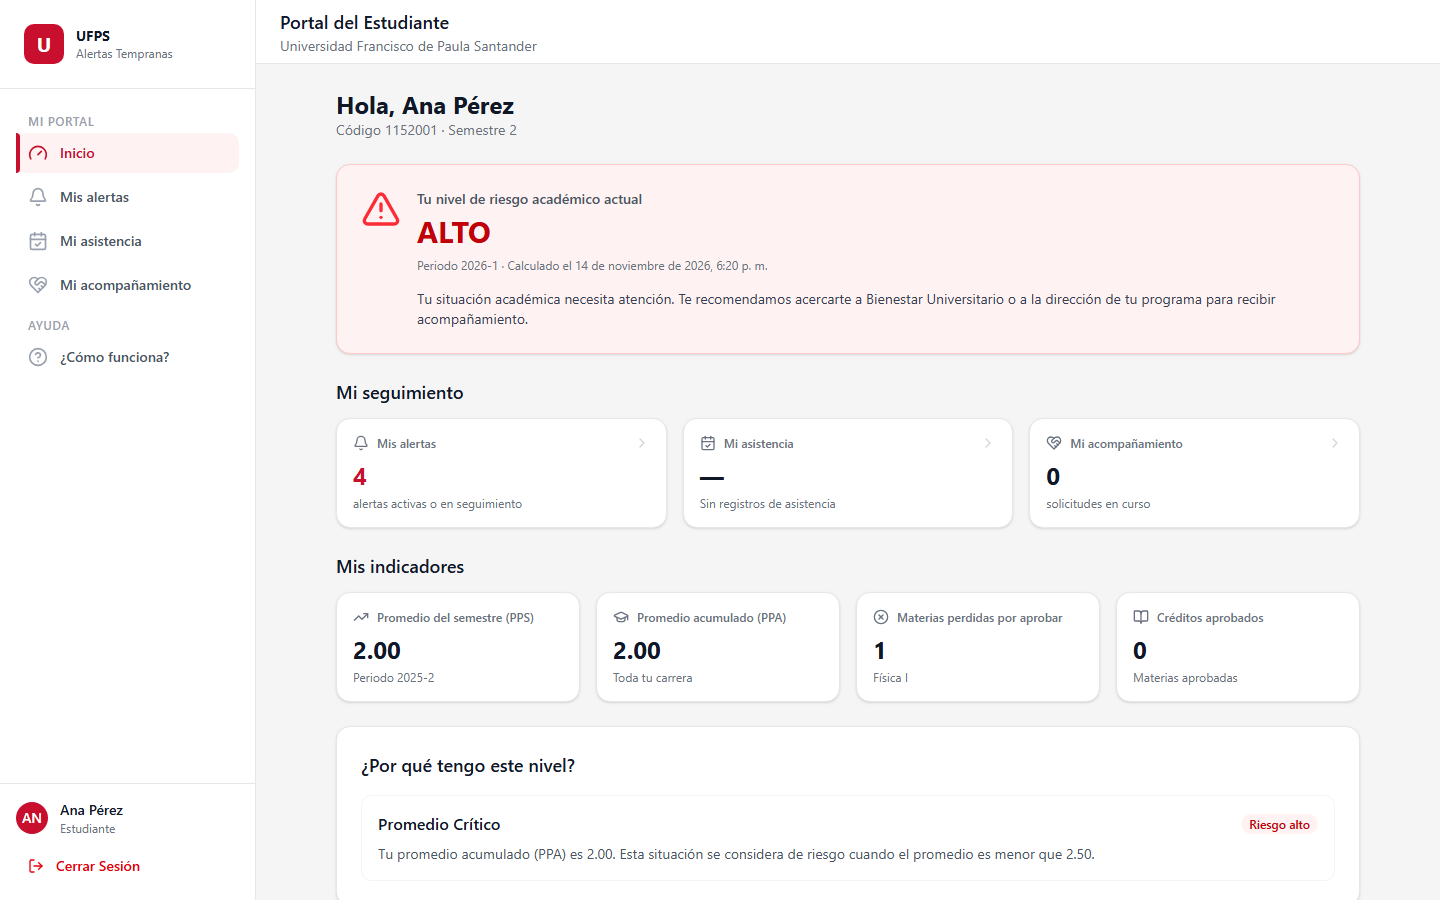 U
UFPS
Alertas Tempranas
MI PORTAL
Inicio
Mis alertas
Mi asistencia
Mi acompañamiento
AYUDA
¿Cómo funciona?
AN
Ana Pérez
Estudiante
Cerrar Sesión
Portal del Estudiante
Universidad Francisco de Paula Santander
Hola, Ana Pérez
Código 1152001 · Semestre 2
Tu nivel de riesgo académico actual
ALTO
Periodo 2026-1 · Calculado el 14 de noviembre de 2026, 6:20 p. m.
Tu situación académica necesita atención. Te recomendamos acercarte a Bienestar Universitario o a la dirección de tu programa para recibir
acompañamiento.
Mi seguimiento
Mis alertas
4
alertas activas o en seguimiento
Mi asistencia
—
Sin registros de asistencia
Mi acompañamiento
0
solicitudes en curso
Mis indicadores
Promedio del semestre (PPS)
2.00
Periodo 2025-2
Promedio acumulado (PPA)
2.00
Toda tu carrera
Materias perdidas por aprobar
1
Física I
Créditos aprobados
0
Materias aprobadas
¿Por qué tengo este nivel?
Promedio Crítico
Riesgo alto
Tu promedio acumulado (PPA) es 2.00. Esta situación se considera de riesgo cuando el promedio es menor que 2.50.